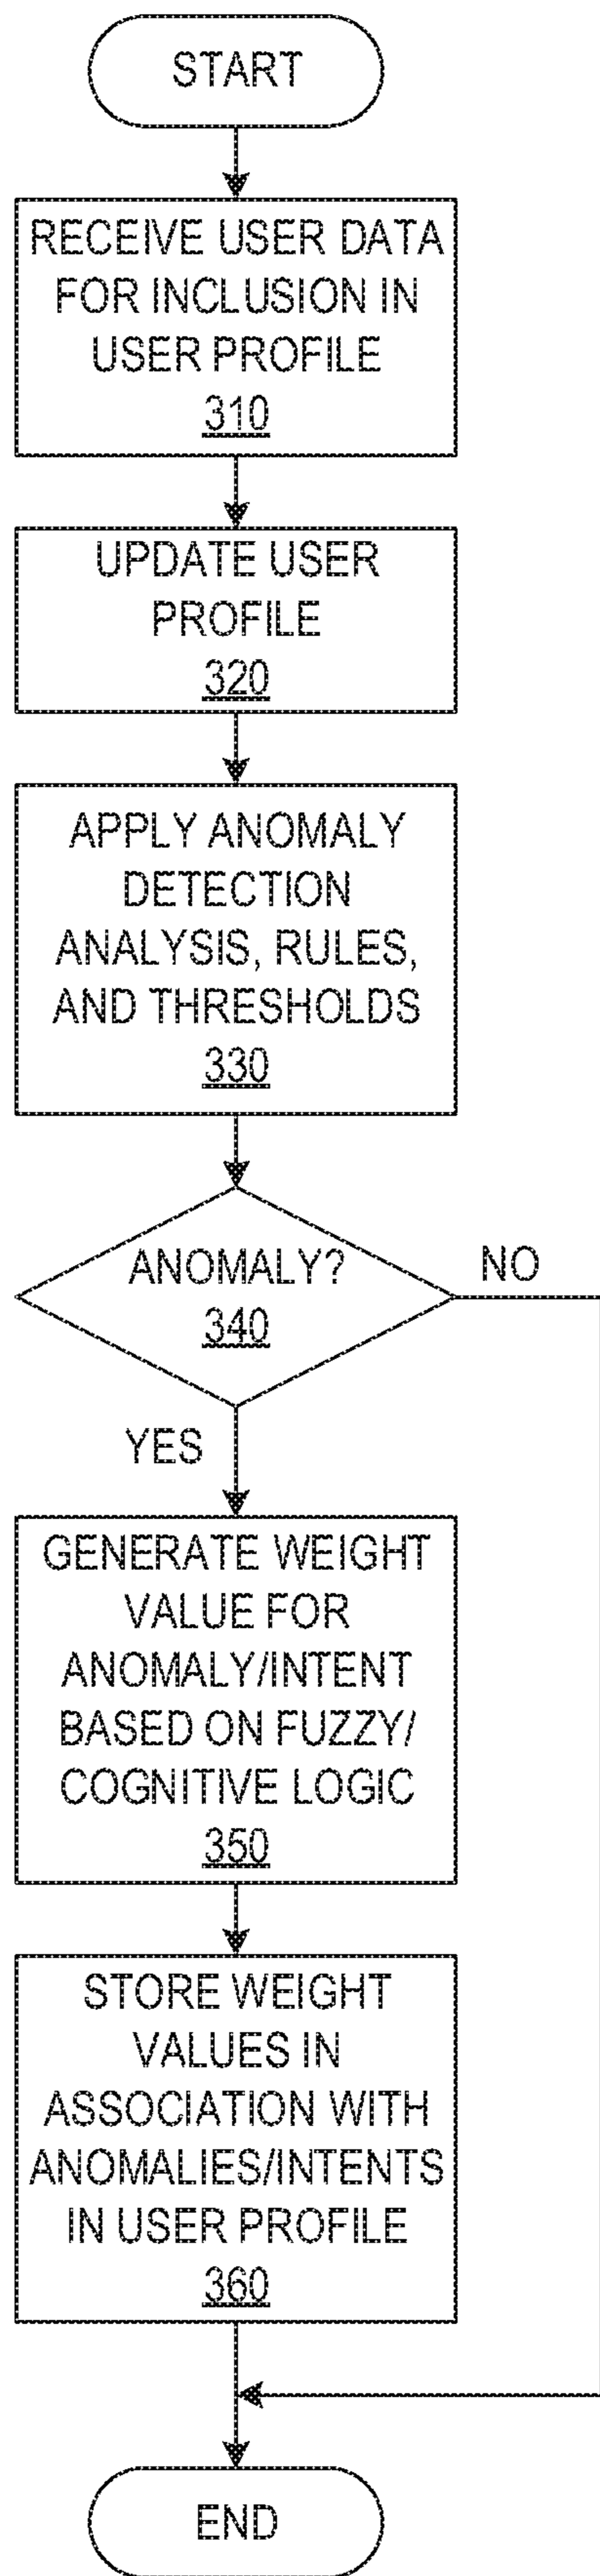 START
RECEIVE USER DATA
FOR INCLUSION IN
USER PROFILE
310
UPDATE USER
PROFILE
320
APPLY ANOMALY
DETECTION
ANALYSIS, RULES,
AND THRESHOLDS
330
ANOMALY?
340
NO
YES
GENERATE WEIGHT
VALUE FOR
ANOMALY/INTENT
BASED ON FUZZY/
COGNITIVE LOGIC
350
STORE WEIGHT
VALUES IN
ASSOCIATION WITH
ANOMALIES/INTENTS
IN USER PROFILE
360
END